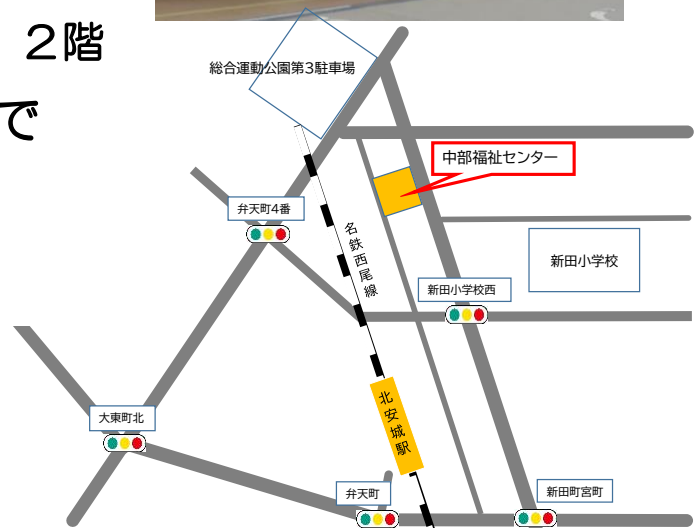 2階
で
総合運動公園第3駐車場
中部福祉センター
弁天町4番
名鉄西尾線
新田小学校
新田小学校西
北安城駅
大東町北
弁天町
新田町宮町